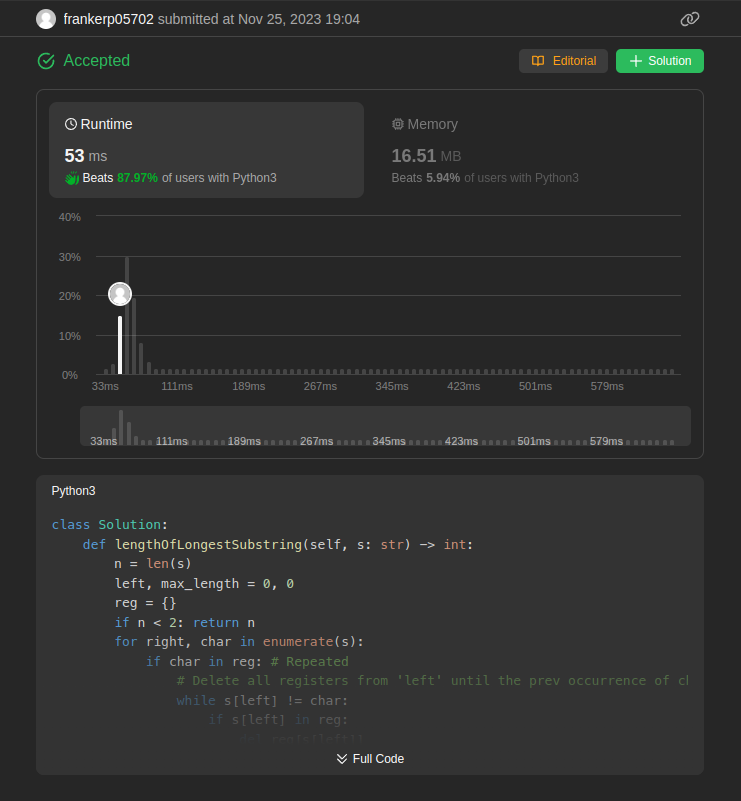 frankerp05702 submitted at Nov 25, 2023 19:04
Accepted
Editorial
Solution
Runtime
53 ms
Beats 87.97% of users with Python3
Memory
16.51 MB
Beats 5.94% of users with Python3
40%
30%
20%
10%
0%
33ms 111ms 189ms 267ms 345ms 423ms 501ms 579ms
33ms 111ms 189ms 267ms 345ms 423ms 501ms 579ms
Python3
class Solution:
    def lengthOfLongestSubstring(self, s: str) -> int:
        n = len(s)
        left, max_length = 0, 0
        reg = {}
        if n < 2: return n
        for right, char in enumerate(s):
            if char in reg: # Repeated
                # Delete all registers from 'left' until the prev occurrence of
                while s[left] != char:
                    if s[left] in reg:
                        del reg[s[left]]
Full Code